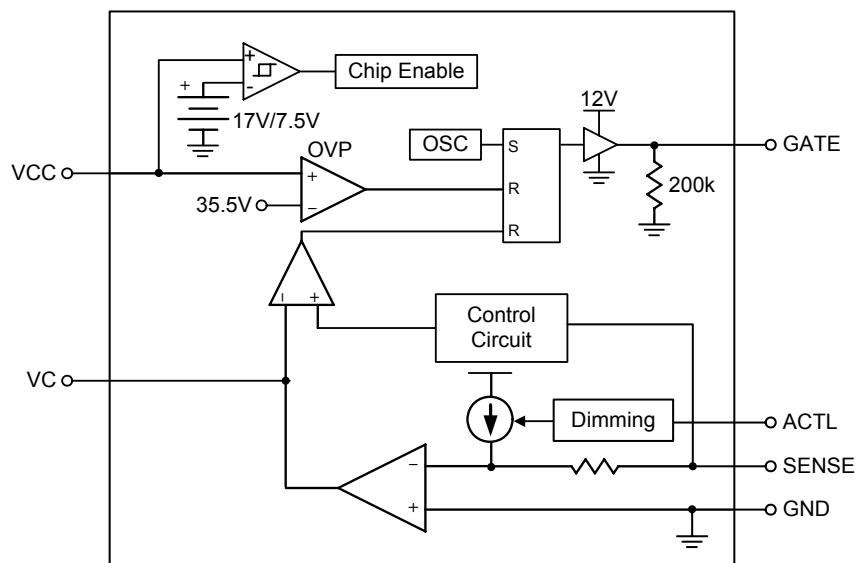 +
-
Chip Enable
+
17V/7.5V
12V
OVP
OSC
S
GATE
VCC
+
R
200k
35.5V
−
R
− +
Control
Circuit
VC
Dimming
ACTL
−
SENSE
+
GND